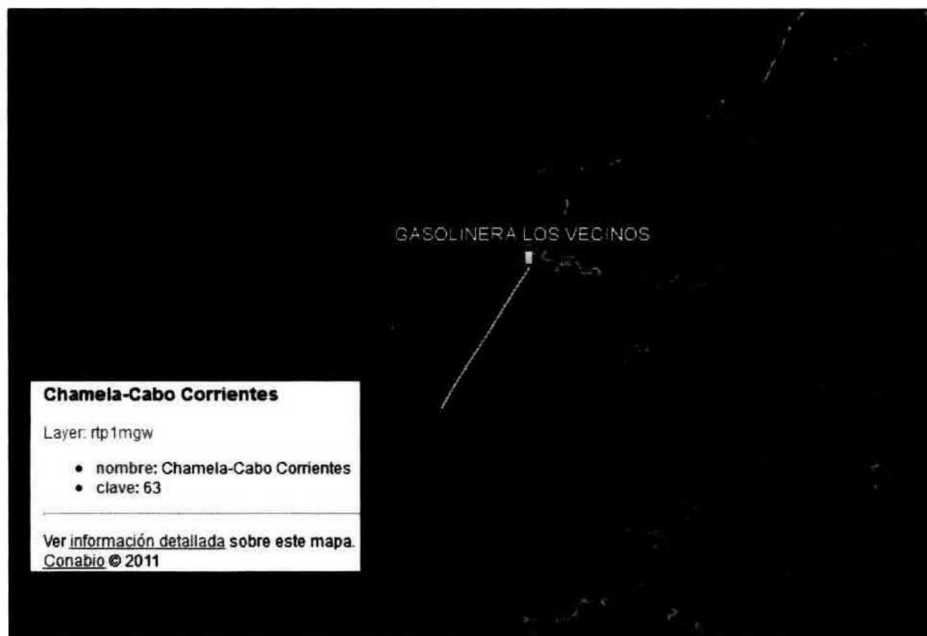 GASOLINERA LOS VECINOS
Chamela-Cabo Corrientes
Layer: rtp1mgw
• nombre: Chamela-Cabo Corrientes
• clave: 63
Ver información detallada sobre este mapa.
Conabio © 2011